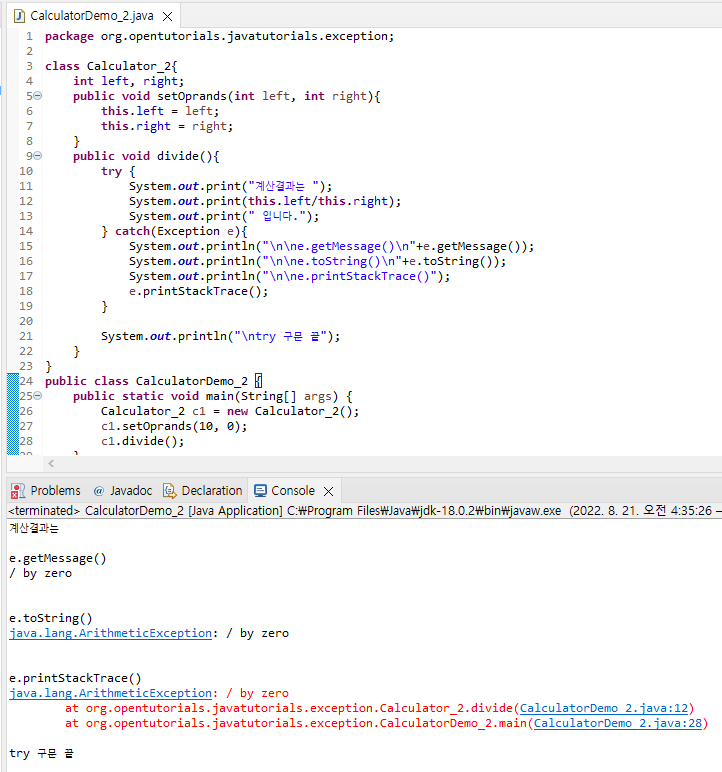 CalculatorDemo_2.java
1 package org.opentutorials.javatutorials.exception;
2
3 class Calculator_2{
4     int left, right;
5     public void setOprands(int left, int right){
6         this.left = left;
7         this.right = right;
8     }
9     public void divide(){
10         try {
11             System.out.print("계산결과는 ");
12             System.out.print(this.left/this.right);
13             System.out.print(" 입니다.");
14         } catch(Exception e){
15             System.out.println("\n\ne.getMessage()\n"+e.getMessage());
16             System.out.println("\n\ne.toString()\n"+e.toString());
17             System.out.println("\n\ne.printStackTrace()");
18             e.printStackTrace();
19         }
20
21         System.out.println("\ntry 구문 끝");
22     }
23 }
24 public class CalculatorDemo_2 {
25     public static void main(String[] args) {
26         Calculator_2 c1 = new Calculator_2();
27         c1.setOprands(10, 0);
28         c1.divide();
Problems @ Javadoc Declaration Console
<terminated> CalculatorDemo_2 [Java Application] C:₩Program Files₩Java₩jdk-18.0.2₩bin₩javaw.exe (2022. 8. 21. 오전 4:35:26 –
계산결과는
e.getMessage()
/ by zero
e.toString()
java.lang.ArithmeticException: / by zero
e.printStackTrace()
java.lang.ArithmeticException: / by zero
at org.opentutorials.javatutorials.exception.Calculator_2.divide(CalculatorDemo_2.java:12)
at org.opentutorials.javatutorials.exception.CalculatorDemo_2.main(CalculatorDemo_2.java:28)
try 구문 끝